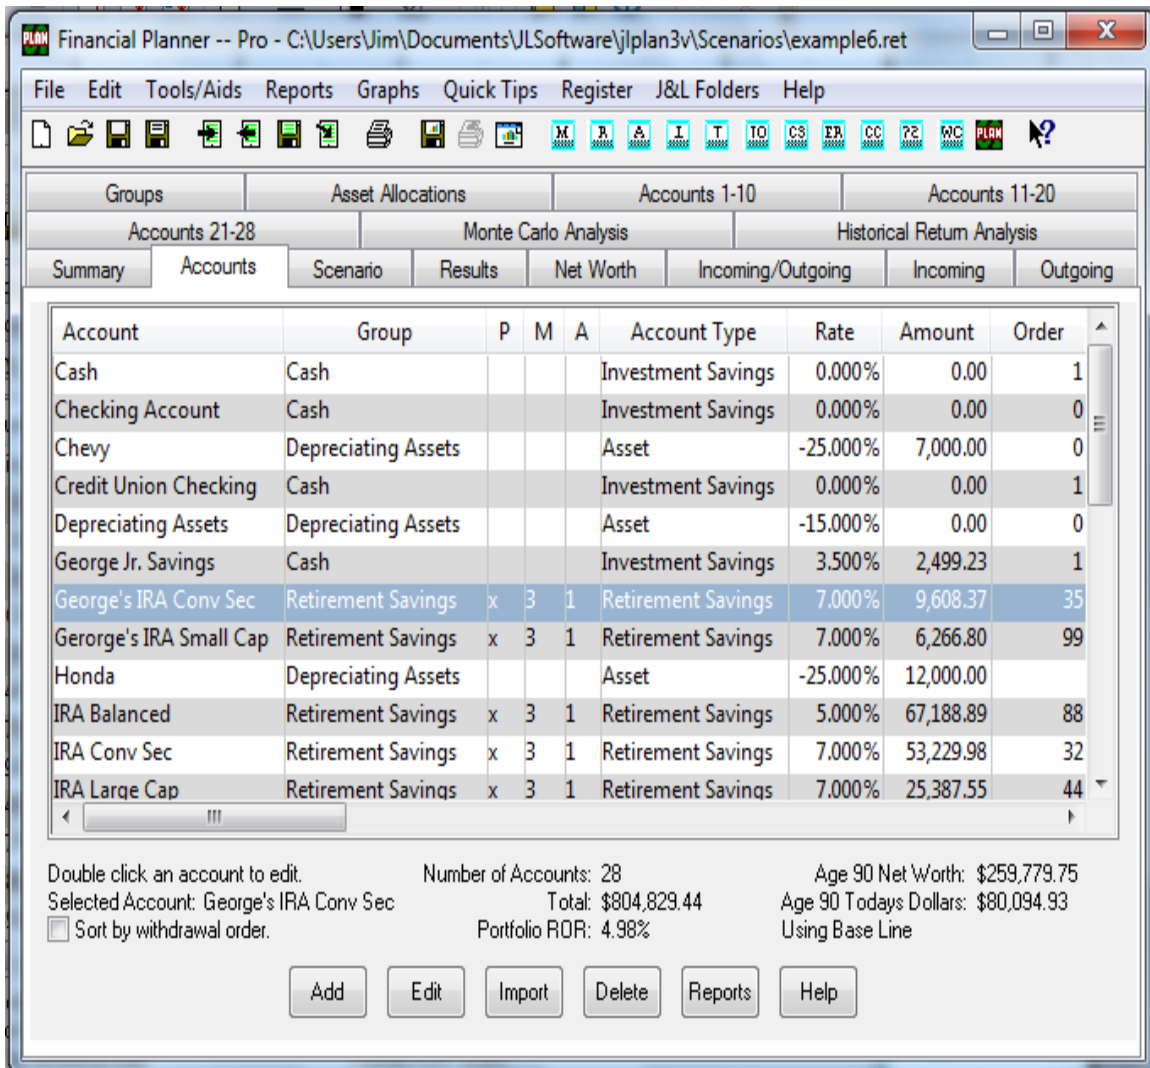 PLAN Financial Planner -- Pro - C:\Users\Jim\Documents\JLSoftware\jlplan3v\Scenarios\example6.ret
File Edit Tools/Aids Reports Graphs Quick Tips Register J&L Folders Help
M R A I T IO CS ER CC ?2 WC PLAN ?
Groups Asset Allocations Accounts 1-10 Accounts 11-20
Accounts 21-28 Monte Carlo Analysis Historical Return Analysis
Summary Accounts Scenario Results Net Worth Incoming/Outgoing Incoming Outgoing
Account Group P M A Account Type Rate Amount Order
Cash Cash Investment Savings 0.000% 0.00 1
Checking Account Cash Investment Savings 0.000% 0.00 0
Chevy Depreciating Assets Asset -25.000% 7,000.00 0
Credit Union Checking Cash Investment Savings 0.000% 0.00 1
Depreciating Assets Depreciating Assets Asset -15.000% 0.00 0
George Jr. Savings Cash Investment Savings 3.500% 2,499.23 1
George's IRA Conv Sec Retirement Savings x 3 1 Retirement Savings 7.000% 9,608.37 35
Gerorge's IRA Small Cap Retirement Savings x 3 1 Retirement Savings 7.000% 6,266.80 99
Honda Depreciating Assets Asset -25.000% 12,000.00
IRA Balanced Retirement Savings x 3 1 Retirement Savings 5.000% 67,188.89 88
IRA Conv Sec Retirement Savings x 3 1 Retirement Savings 7.000% 53,229.98 32
IRA Large Cap Retirement Savings x 3 1 Retirement Savings 7.000% 25,387.55 44
Double click an account to edit. Number of Accounts: 28 Age 90 Net Worth: $259,779.75
Selected Account: George's IRA Conv Sec Total: $804,829.44 Age 90 Todays Dollars: $80,094.93
Sort by withdrawal order. Portfolio ROR: 4.98% Using Base Line
Add Edit Import Delete Reports Help